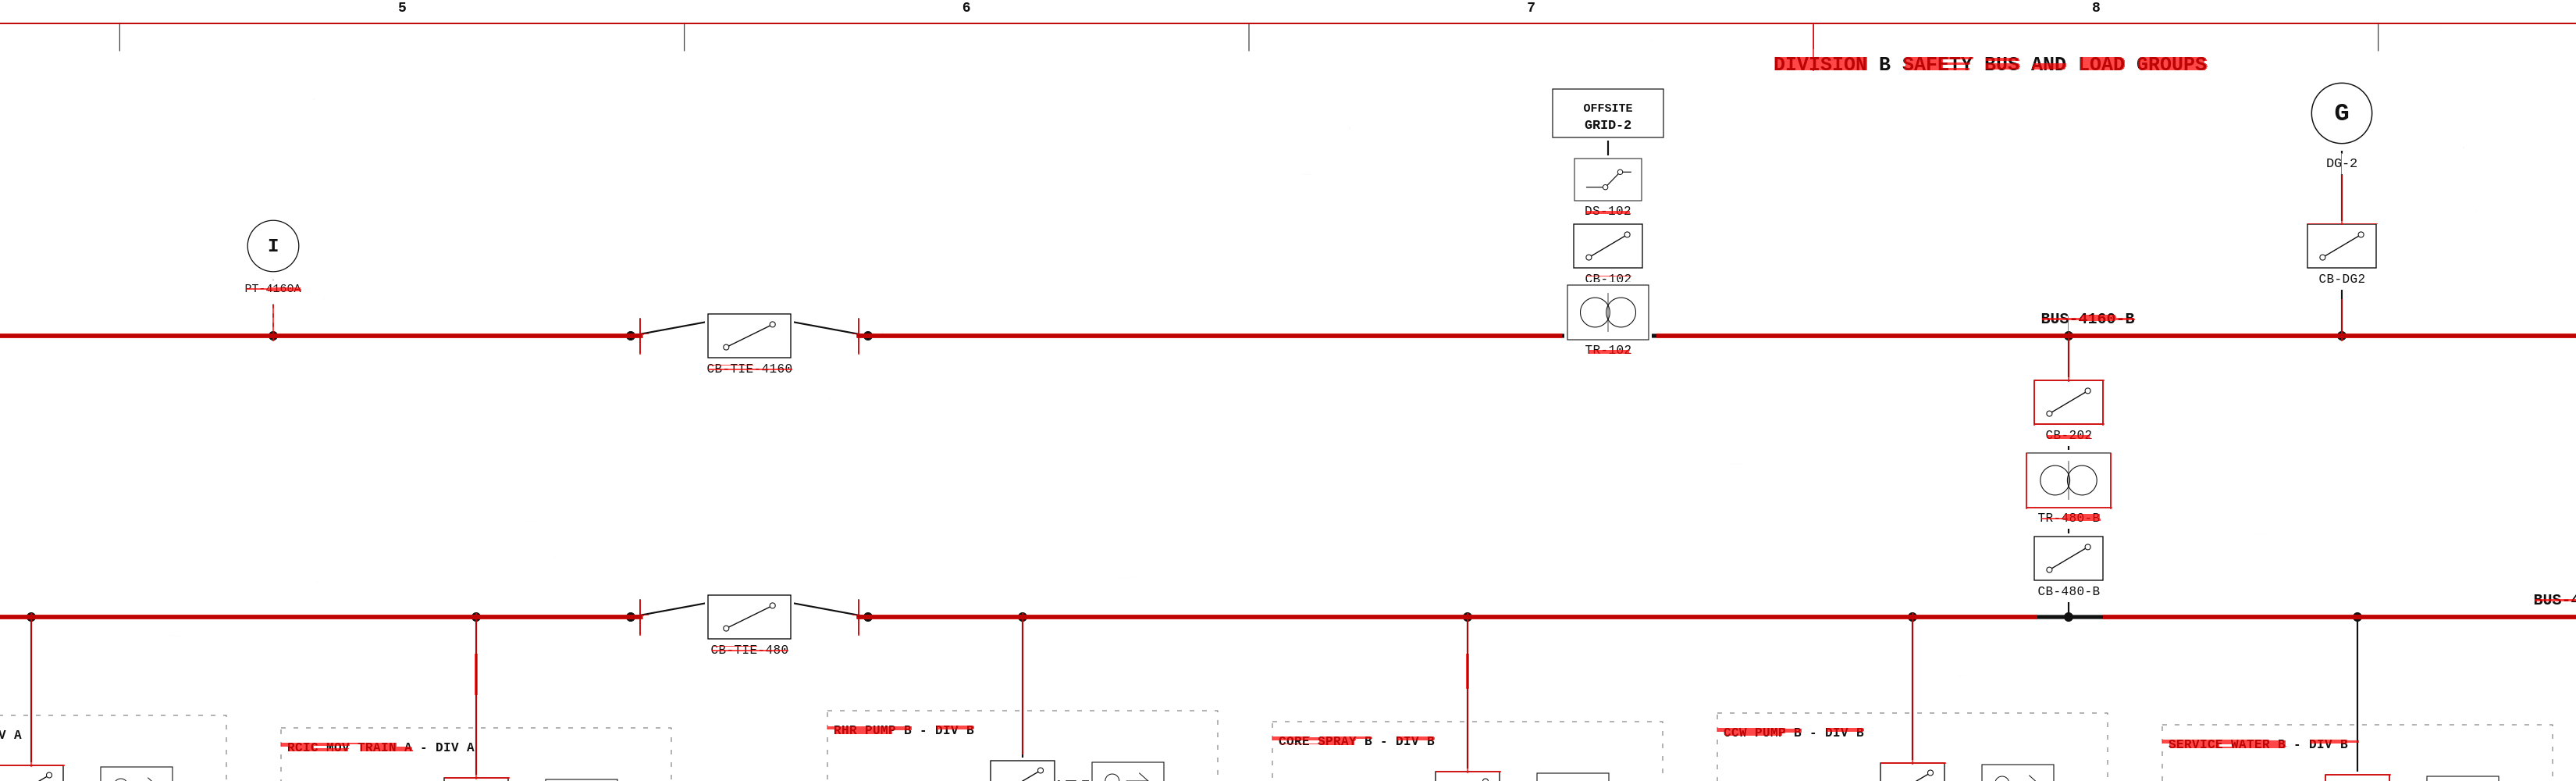 5 6 7 8
DIVISION B SAFETY BUS AND LOAD GROUPS
OFFSITE
GRID-2
G
DG-2
DS-102
I
CB-102
CB-DG2
PT-4160A
BUS-4160-B
TR-102
CB-TIE-4160
CB-202
TR-480-B
CB-480-B
BUS-4
CB-TIE-480
V A
RCIC MOV TRAIN A - DIV A
RHR PUMP B - DIV B
CORE SPRAY B - DIV B
CCW PUMP B - DIV B
SERVICE WATER B - DIV B